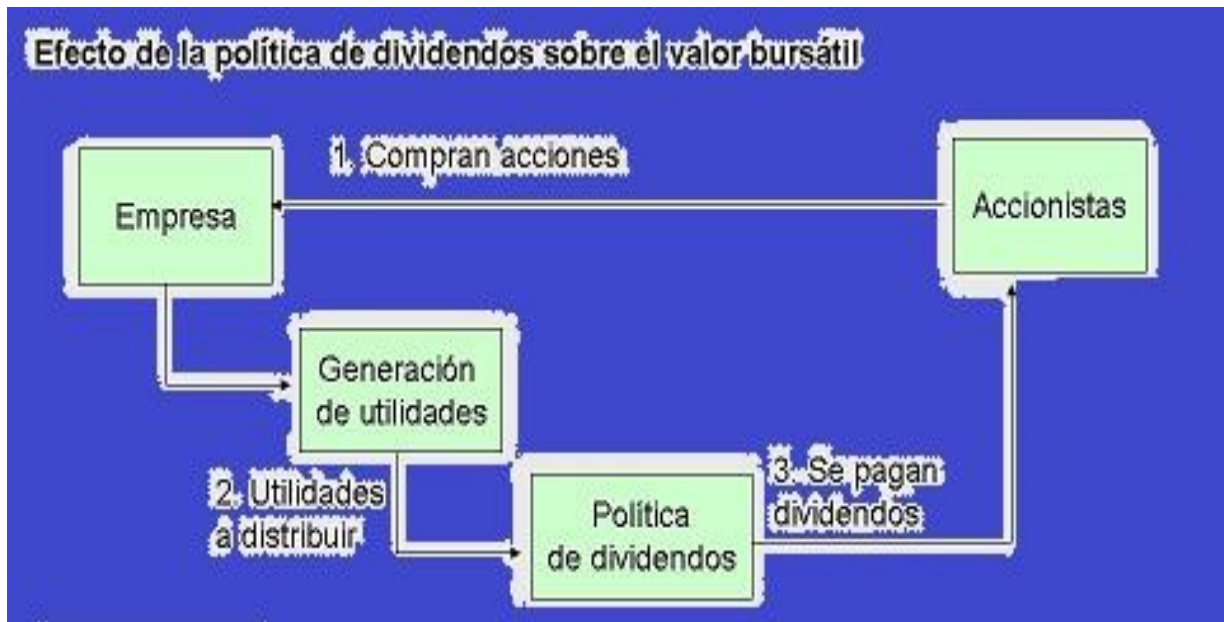 Efecto de la política de dividendos sobre el valor bursátil
1. Compran acciones
Empresa
Accionistas
Generación
de utilidades
2. Utilidades
a distribuir
Política
de dividendos
3. Se pagan
dividendos